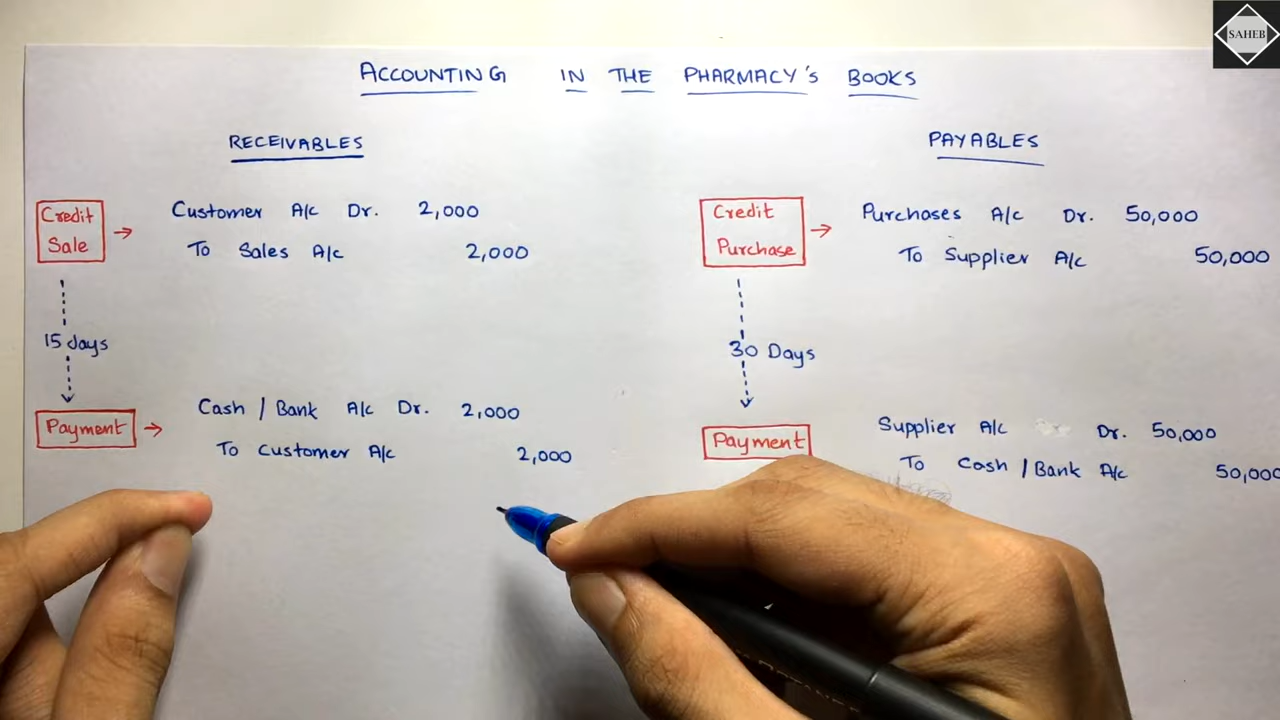 SAHEB
ACCOUNTING IN THE PHARMACY'S BOOKS
RECEIVABLES
Credit
Sale →
Customer A/c Dr. 2,000
To Sales A/c 2,000
15 days
Payment →
Cash / Bank A/c Dr. 2,000
To Customer A/c 2,000
PAYABLES
Credit
Purchase →
Purchases A/c Dr. 50,000
To Supplier A/c 50,000
30 Days
Payment
Supplier A/c Dr. 50,000
To Cash / Bank A/c 50,000